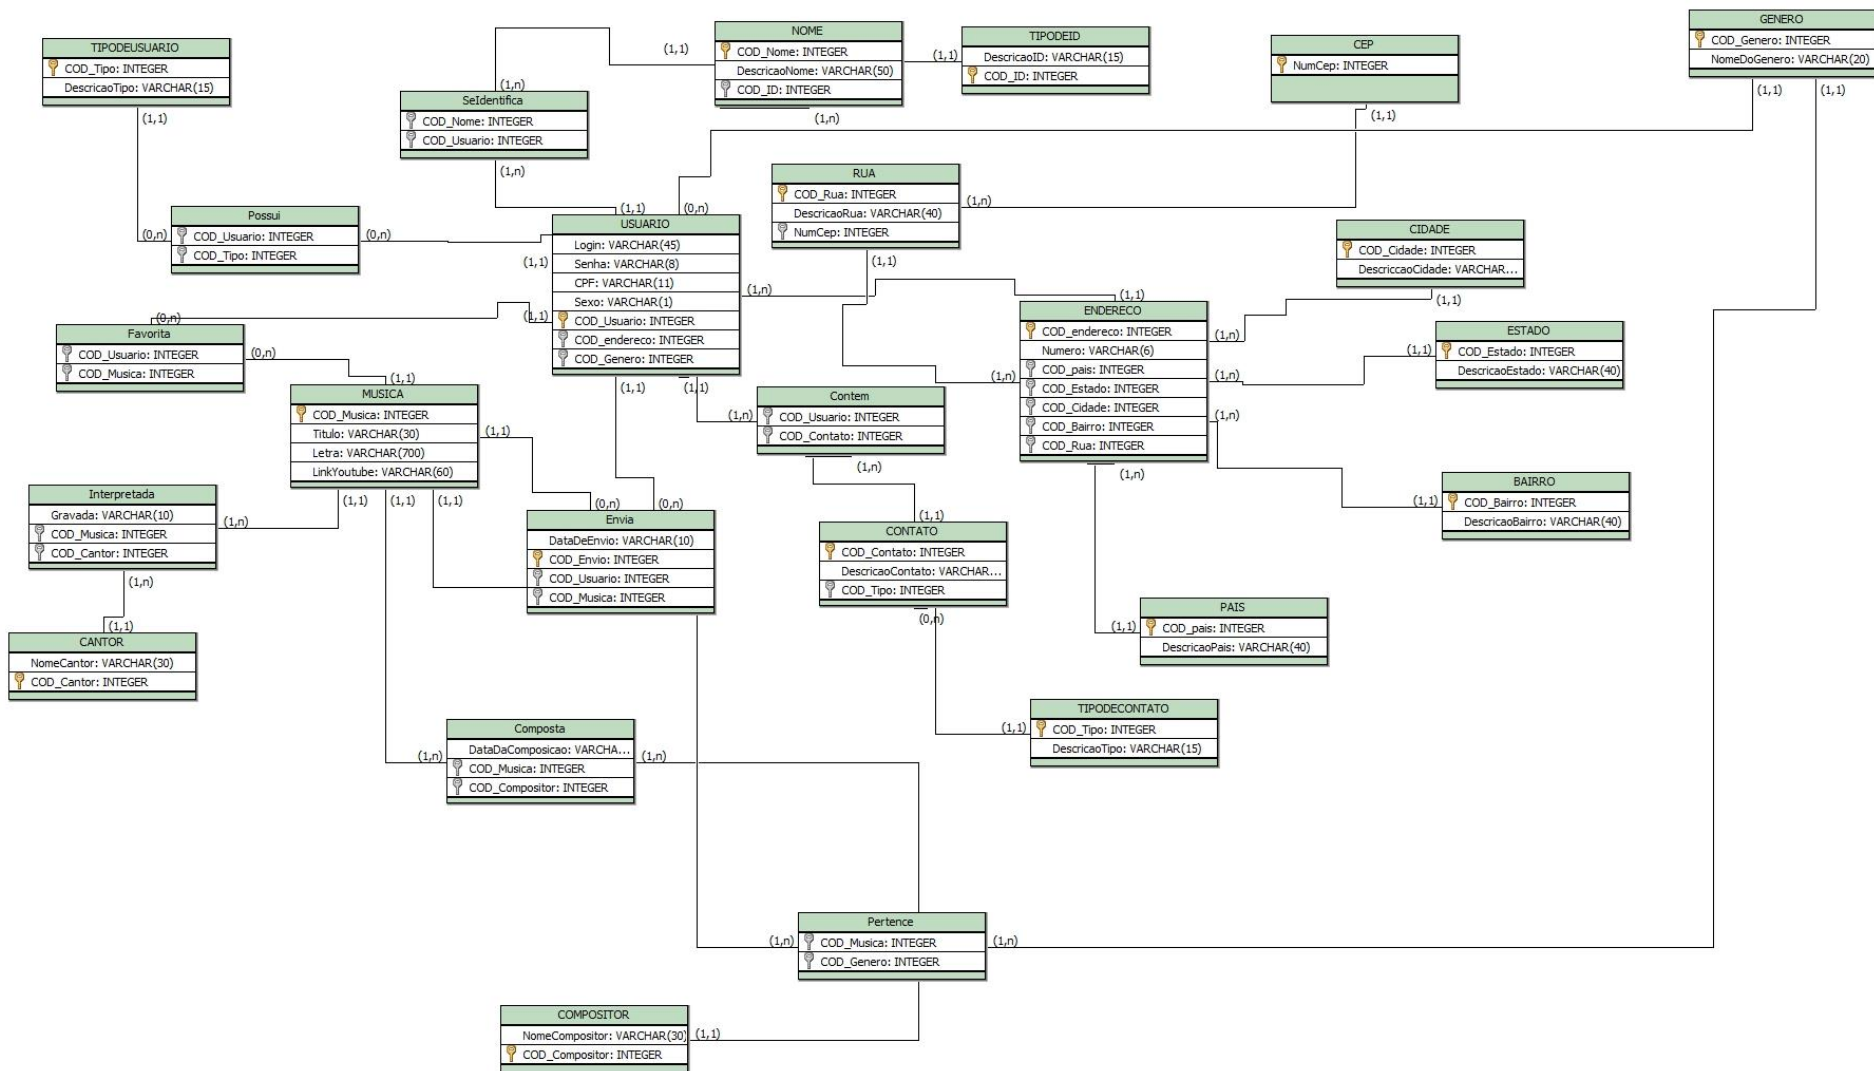 TIPODEUSUARIO
COD_Tipo: INTEGER
DescricaoTipo: VARCHAR(15)
(1,1)
(0,n)
Possui
COD_Usuario: INTEGER
COD_Tipo: INTEGER
(0,n)
(1,1)
SeIdentifica
COD_Nome: INTEGER
COD_Usuario: INTEGER
(1,n)
(1,n)
(1,1)
(1,1)
NOME
COD_Nome: INTEGER
DescricaoNome: VARCHAR(50)
COD_ID: INTEGER
(1,n)
(1,1)
TIPODEID
DescricaoID: VARCHAR(15)
COD_ID: INTEGER
CEP
NumCep: INTEGER
(1,1)
GENERO
COD_Genero: INTEGER
NomeDoGenero: VARCHAR(20)
(1,1)
(1,1)
RUA
COD_Rua: INTEGER
DescricaoRua: VARCHAR(40)
NumCep: INTEGER
(1,n)
(1,1)
(0,n)
USUARIO
Login: VARCHAR(45)
Senha: VARCHAR(8)
CPF: VARCHAR(11)
Sexo: VARCHAR(1)
COD_Usuario: INTEGER
COD_endereco: INTEGER
COD_Genero: INTEGER
(1,n)
(1,1)
(1,1)
(1,1)
CIDADE
COD_Cidade: INTEGER
DescriccaoCidade: VARCHAR...
(1,1)
(1,1)
ENDERECO
COD_endereco: INTEGER
Numero: VARCHAR(6)
COD_pais: INTEGER
COD_Estado: INTEGER
COD_Cidade: INTEGER
COD_Bairro: INTEGER
COD_Rua: INTEGER
(1,n)
(1,n)
(1,n)
(1,n)
(1,n)
(1,1)
ESTADO
COD_Estado: INTEGER
DescricaoEstado: VARCHAR(40)
(1,1)
BAIRRO
COD_Bairro: INTEGER
DescricaoBairro: VARCHAR(40)
(1,1)
PAIS
COD_pais: INTEGER
DescricaoPais: VARCHAR(40)
(0,n)
Favorita
COD_Usuario: INTEGER
COD_Musica: INTEGER
(0,n)
(1,1)
MUSICA
COD_Musica: INTEGER
Titulo: VARCHAR(30)
Letra: VARCHAR(700)
LinkYoutube: VARCHAR(60)
(1,1)
(1,1)
(1,1)
(1,1)
(1,n)
Contem
COD_Usuario: INTEGER
COD_Contato: INTEGER
(1,n)
(1,1)
CONTATO
COD_Contato: INTEGER
DescricaoContato: VARCHAR...
COD_Tipo: INTEGER
(0,n)
(1,1)
TIPODECONTATO
COD_Tipo: INTEGER
DescricaoTipo: VARCHAR(15)
Interpretada
Gravada: VARCHAR(10)
COD_Musica: INTEGER
COD_Cantor: INTEGER
(1,n)
(1,n)
(1,1)
CANTOR
NomeCantor: VARCHAR(30)
COD_Cantor: INTEGER
(0,n)
(0,n)
Envia
DataDeEnvio: VARCHAR(10)
COD_Envio: INTEGER
COD_Usuario: INTEGER
COD_Musica: INTEGER
(1,n)
Composta
DataDaComposicao: VARCHA...
COD_Musica: INTEGER
COD_Compositor: INTEGER
(1,n)
(1,n)
Pertence
COD_Musica: INTEGER
COD_Genero: INTEGER
(1,n)
COMPOSITOR
NomeCompositor: VARCHAR(30)
COD_Compositor: INTEGER
(1,1)